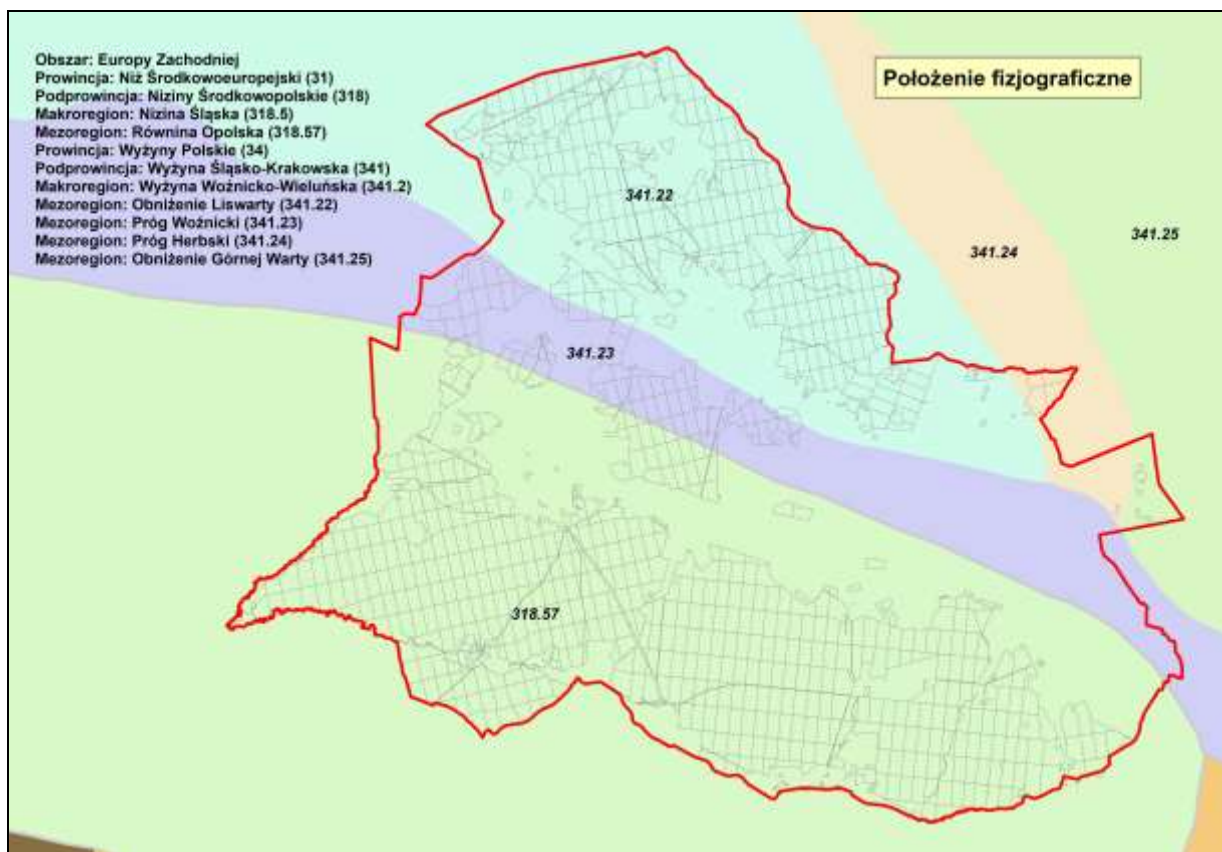 Obszar: Europy Zachodniej
Prowincja: Niż Środkowoeuropejski (31)
Podprowincja: Niziny Środkowopolskie (318)
Makroregion: Nizina Śląska (318.5)
Mezoregion: Równina Opolska (318.57)
Prowincja: Wyżyny Polskie (34)
Podprowincja: Wyżyna Śląsko-Krakowska (341)
Makroregion: Wyżyna Woźnicko-Wieluńska (341.2)
Mezoregion: Obniżenie Liswarty (341.22)
Mezoregion: Próg Woźnicki (341.23)
Mezoregion: Próg Herbski (341.24)
Mezoregion: Obniżenie Górnej Warty (341.25)
Położenie fizjograficzne
341.22
341.24
341.25
341.23
318.57